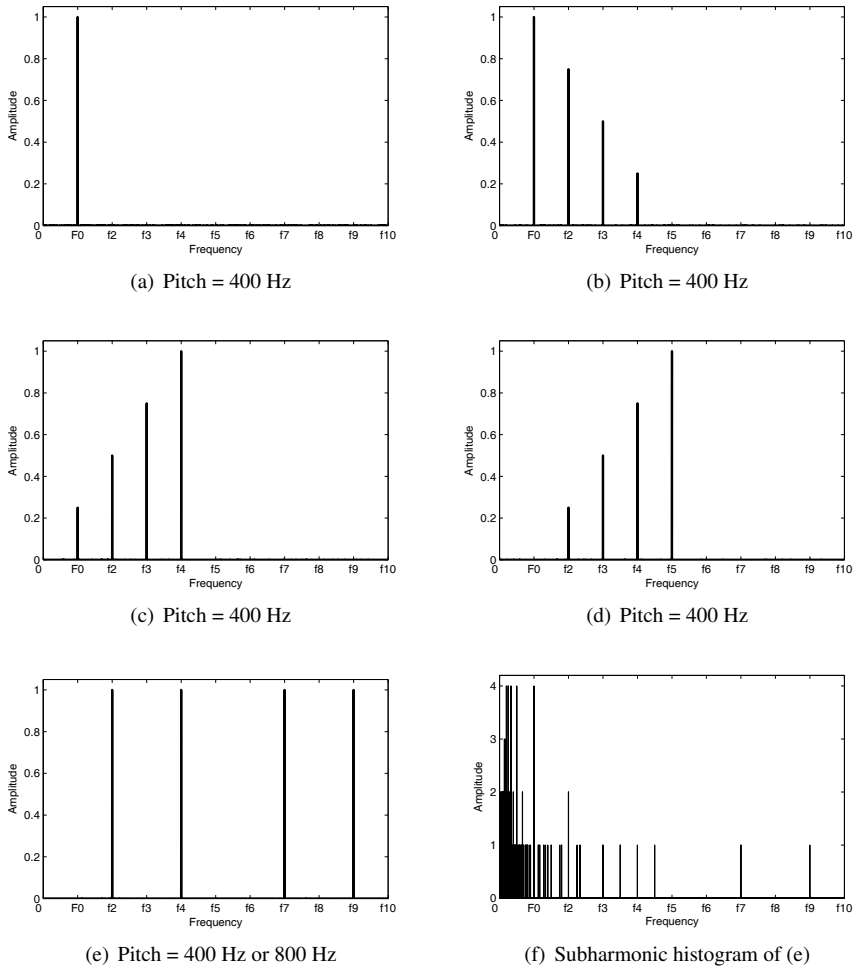 1
0.8
0.6
0.4
0.2
0
Amplitude
0 F0 f2 f3 f4 f5 f6 f7 f8 f9 f10
Frequency
(a) Pitch = 400 Hz
1
0.8
0.6
0.4
0.2
0
Amplitude
0 F0 f2 f3 f4 f5 f6 f7 f8 f9 f10
Frequency
(b) Pitch = 400 Hz
1
0.8
0.6
0.4
0.2
0
Amplitude
0 F0 f2 f3 f4 f5 f6 f7 f8 f9 f10
Frequency
(c) Pitch = 400 Hz
1
0.8
0.6
0.4
0.2
0
Amplitude
0 F0 f2 f3 f4 f5 f6 f7 f8 f9 f10
Frequency
(d) Pitch = 400 Hz
1
0.8
0.6
0.4
0.2
0
Amplitude
0 F0 f2 f3 f4 f5 f6 f7 f8 f9 f10
Frequency
(e) Pitch = 400 Hz or 800 Hz
4
3
2
1
0
Amplitude
0 F0 f2 f3 f4 f5 f6 f7 f8 f9 f10
Frequency
(f) Subharmonic histogram of (e)